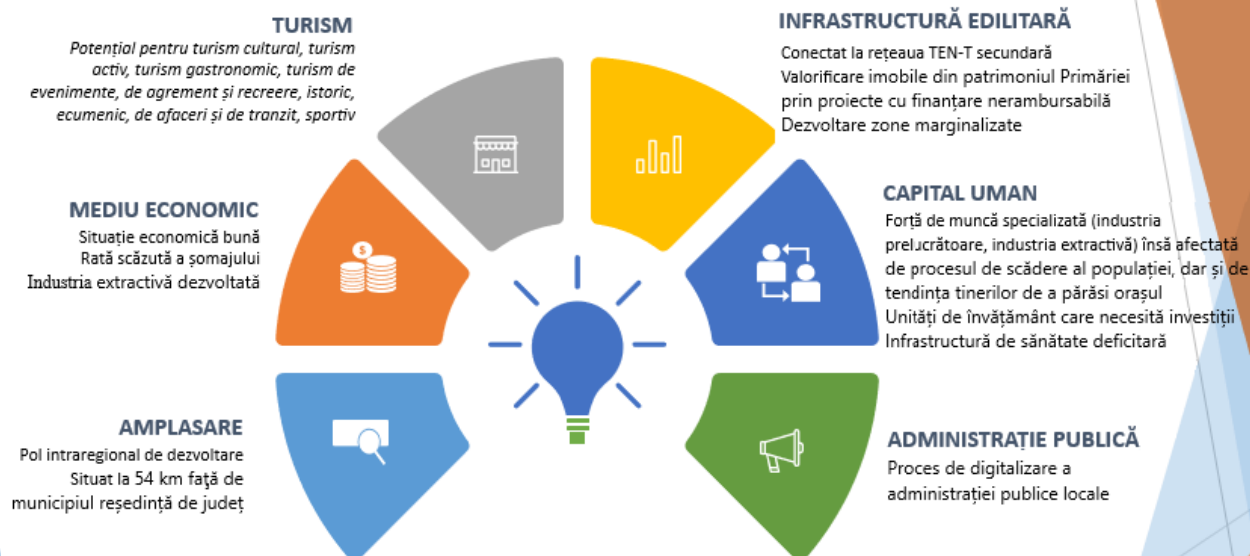 TURISM
Potențial pentru turism cultural, turism
activ, turism gastronomic, turism de
evenimente, de agrement și recreere, istoric,
ecumenic, de afaceri și de tranzit, sportiv
MEDIU ECONOMIC
Situație economică bună
Rată scăzută a șomajului
Industria extractivă dezvoltată
AMPLASARE
Pol intraregional de dezvoltare
Situat la 54 km faţă de
municipiul reședință de județ
INFRASTRUCTURĂ EDILITARĂ
Conectat la rețeaua TEN-T secundară
Valorificare imobile din patrimoniul Primăriei
prin proiecte cu finanțare nerambursabilă
Dezvoltare zone marginalizate
CAPITAL UMAN
Forță de muncă specializată (industria
prelucrătoare, industria extractivă) însă afectată
de procesul de scădere al populației, dar și de
tendința tinerilor de a părăsi orașul
Unități de învățământ care necesită investiții
Infrastructură de sănătate deficitară
ADMINISTRAȚIE PUBLICĂ
Proces de digitalizare a
administrației publice locale
$